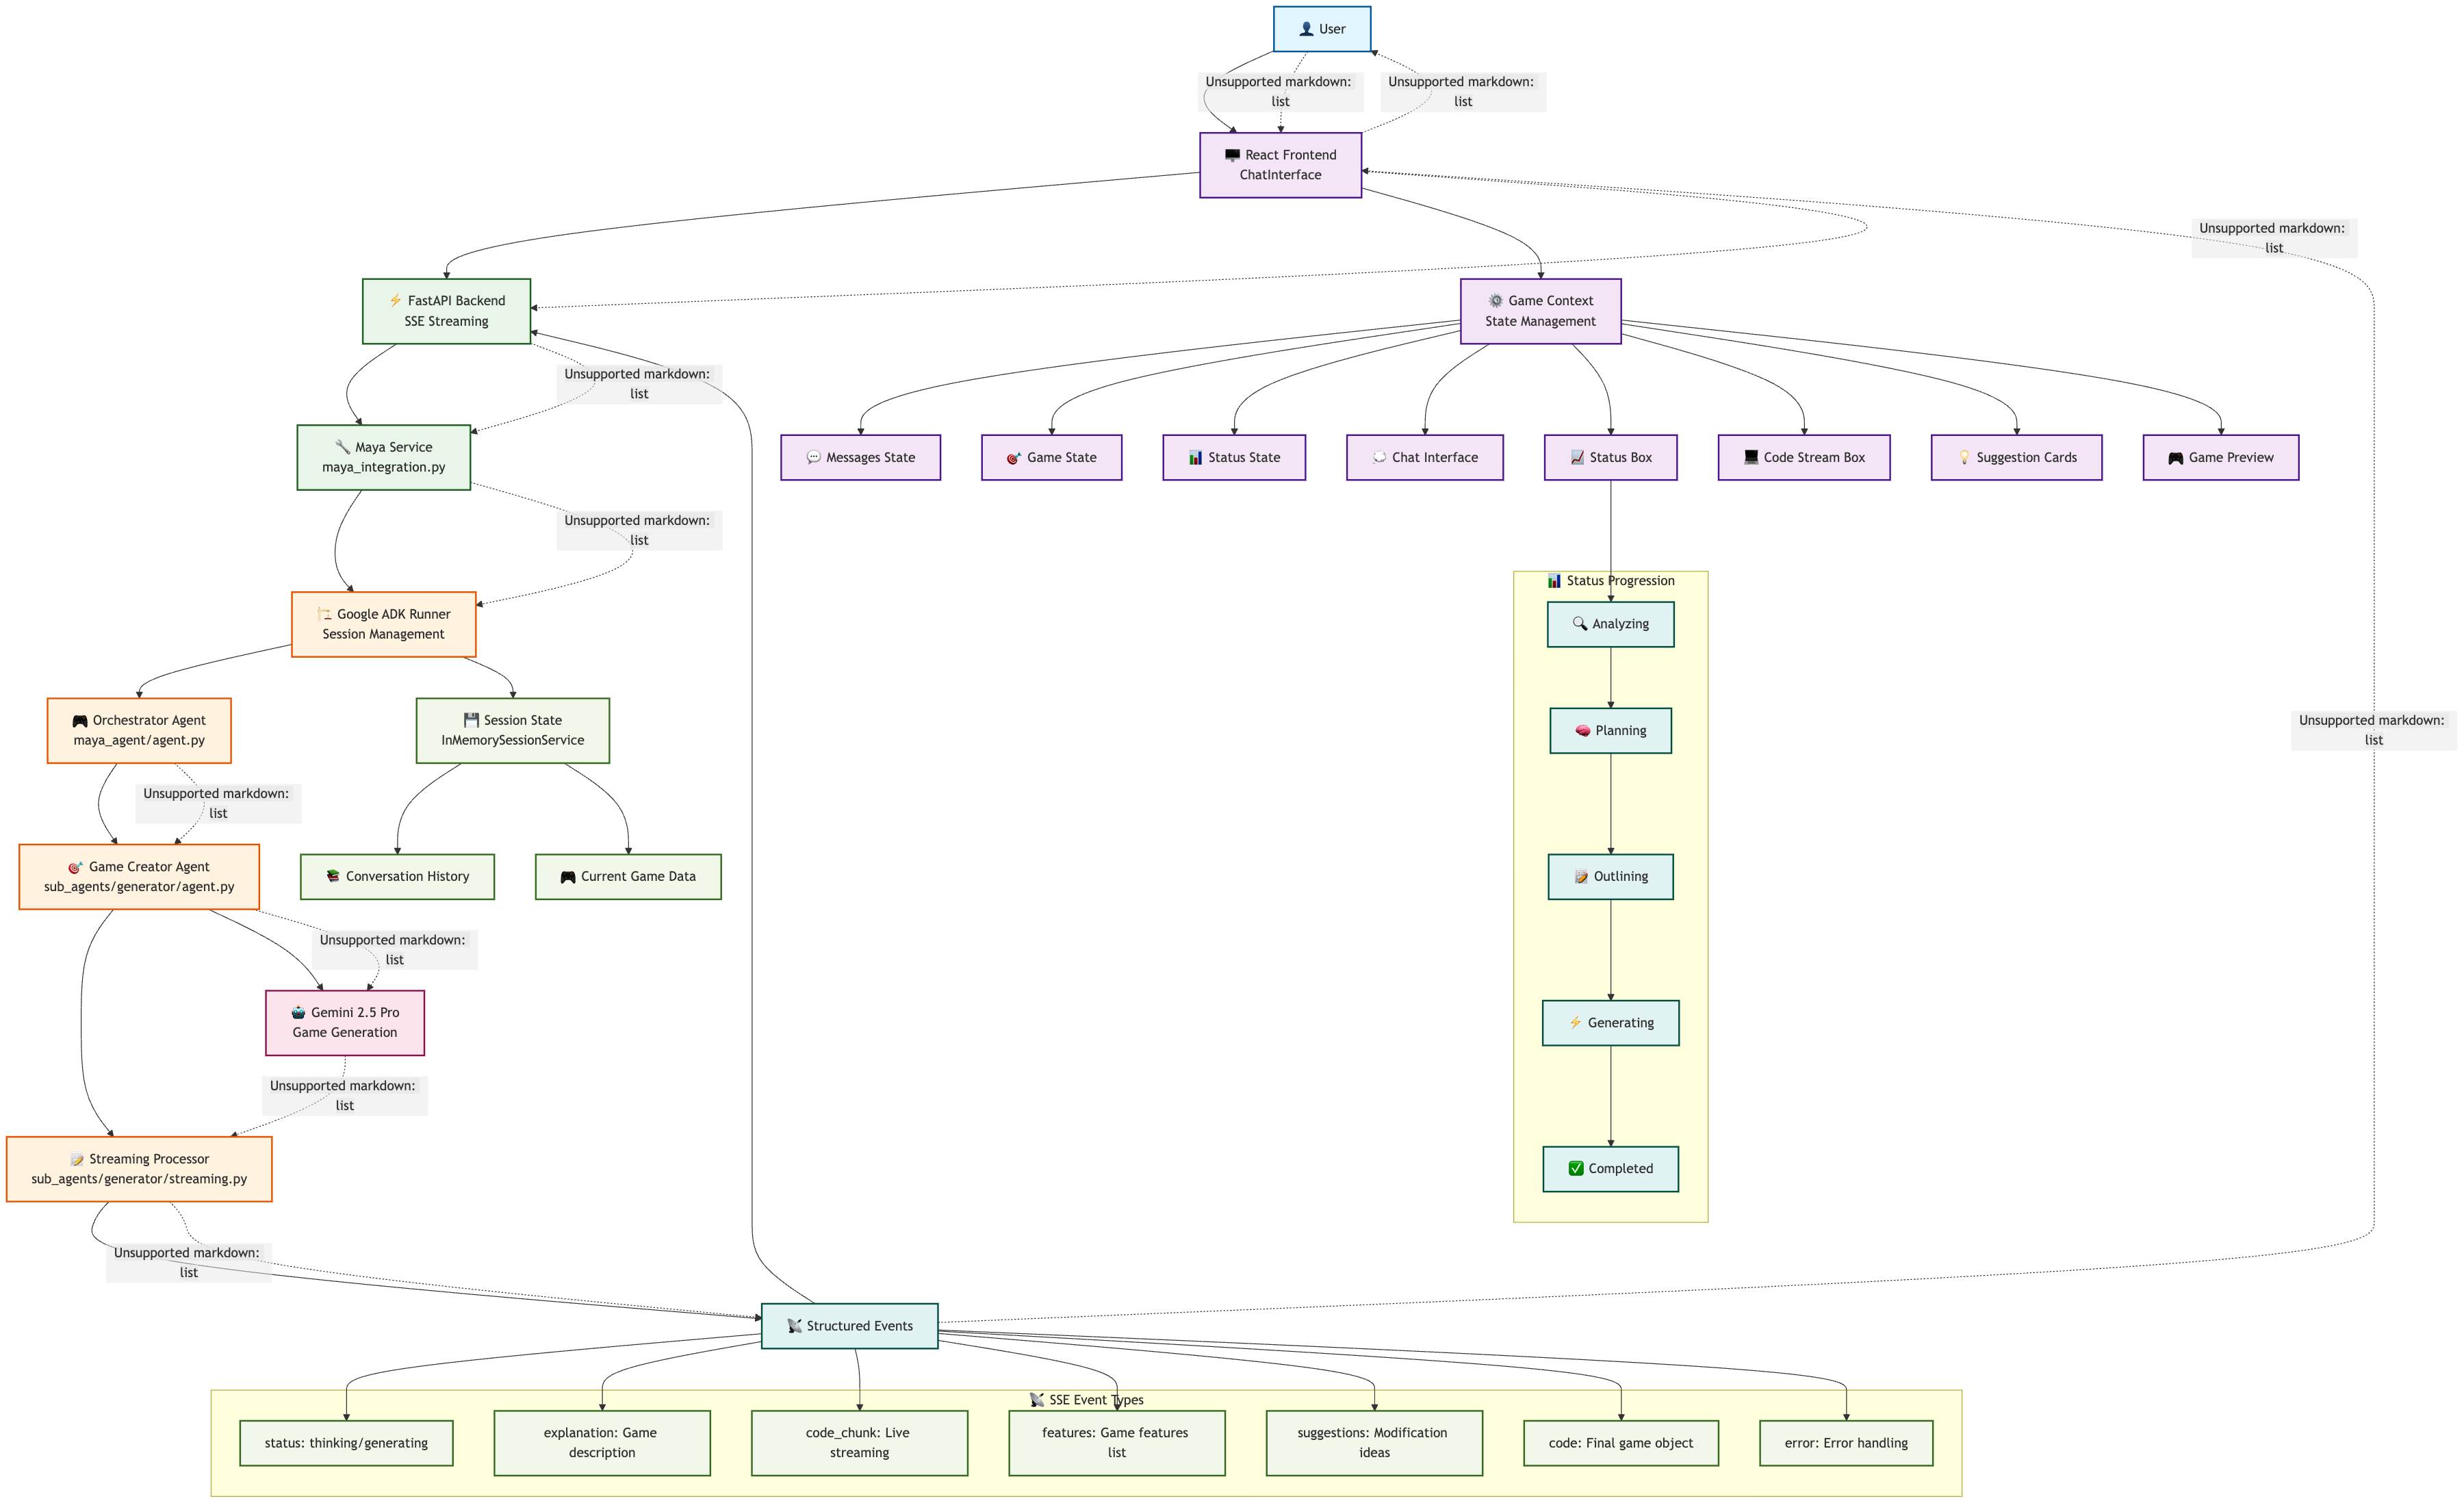 👤 User
Unsupported markdown:
list
Unsupported markdown:
list
🖥️ React Frontend
ChatInterface
Unsupported markdown:
list
⚡ FastAPI Backend
SSE Streaming
⚙️ Game Context
State Management
Unsupported markdown:
list
🔧 Maya Service
maya_integration.py
💬 Messages State
🎯 Game State
📊 Status State
💭 Chat Interface
📈 Status Box
💻 Code Stream Box
💡 Suggestion Cards
🎮 Game Preview
Unsupported markdown:
list
📊 Status Progression
🏗️ Google ADK Runner
Session Management
🔍 Analyzing
🎮 Orchestrator Agent
maya_agent/agent.py
💾 Session State
InMemorySessionService
🧠 Planning
Unsupported markdown:
list
Unsupported markdown:
list
🎯 Game Creator Agent
sub_agents/generator/agent.py
📚 Conversation History
🎮 Current Game Data
📝 Outlining
Unsupported markdown:
list
🤖 Gemini 2.5 Pro
Game Generation
⚡ Generating
Unsupported markdown:
list
📝 Streaming Processor
sub_agents/generator/streaming.py
✅ Completed
Unsupported markdown:
list
📡 Structured Events
📡 SSE Event Types
status: thinking/generating
explanation: Game
description
code_chunk: Live
streaming
features: Game features
list
suggestions: Modification
ideas
code: Final game object
error: Error handling